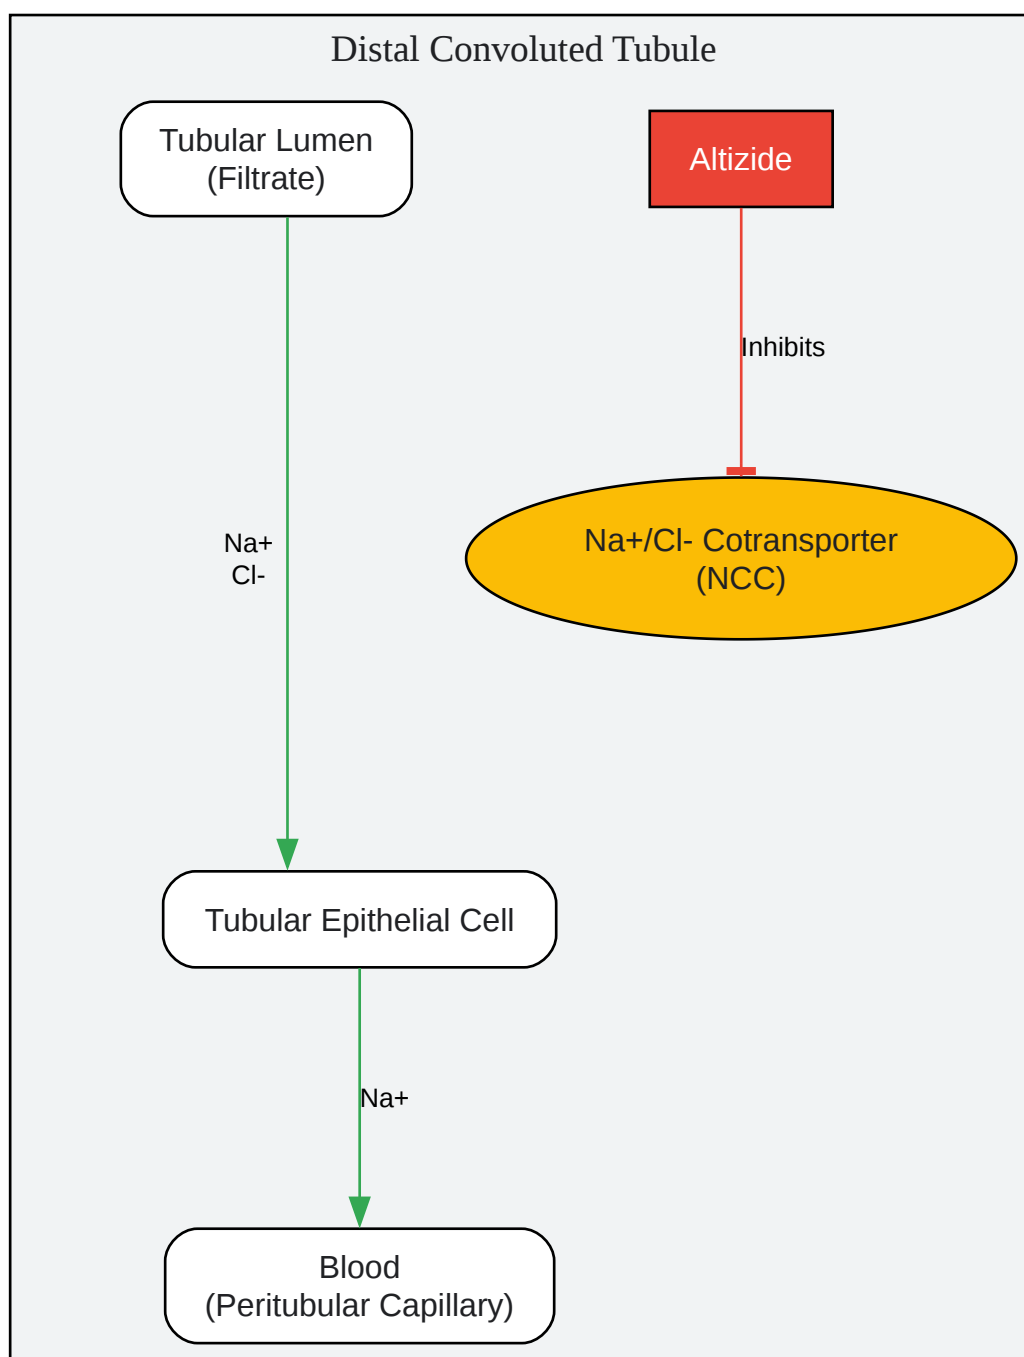 Distal Convoluted Tubule
Tubular Lumen
(Filtrate)
Altizide
Inhibits
Na+
Cl-
Na+/Cl- Cotransporter
(NCC)
Tubular Epithelial Cell
Na+
Blood
(Peritubular Capillary)